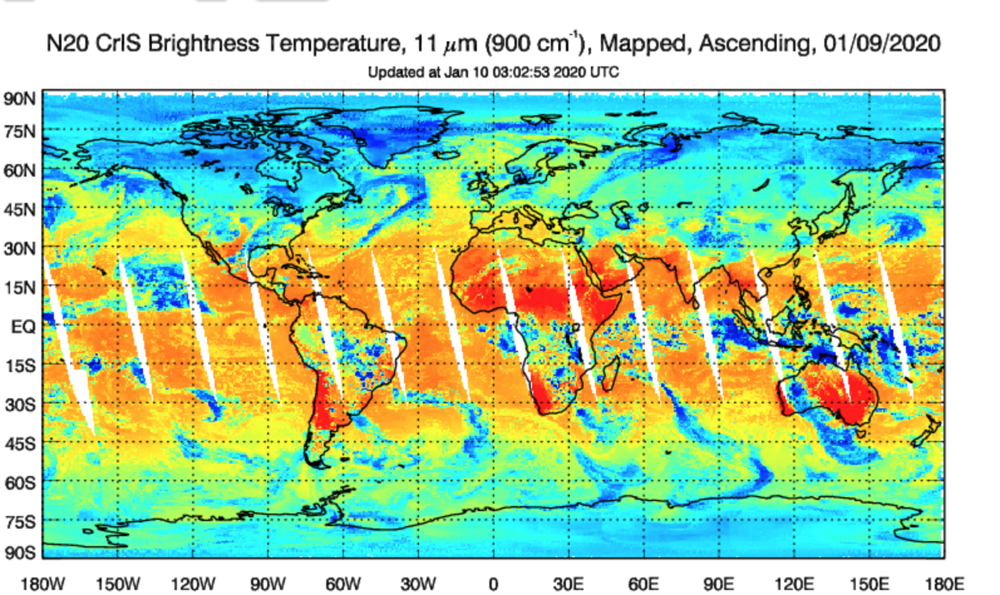 N20 CrIS Brightness Temperature, 11 μm (900 cm⁻¹), Mapped, Ascending, 01/09/2020
Updated at Jan 10 03:02:53 2020 UTC
90N
75N
60N
45N
30N
15N
EQ
15S
30S
45S
60S
75S
90S
180W 150W 120W 90W 60W 30W 0 30E 60E 90E 120E 150E 180E